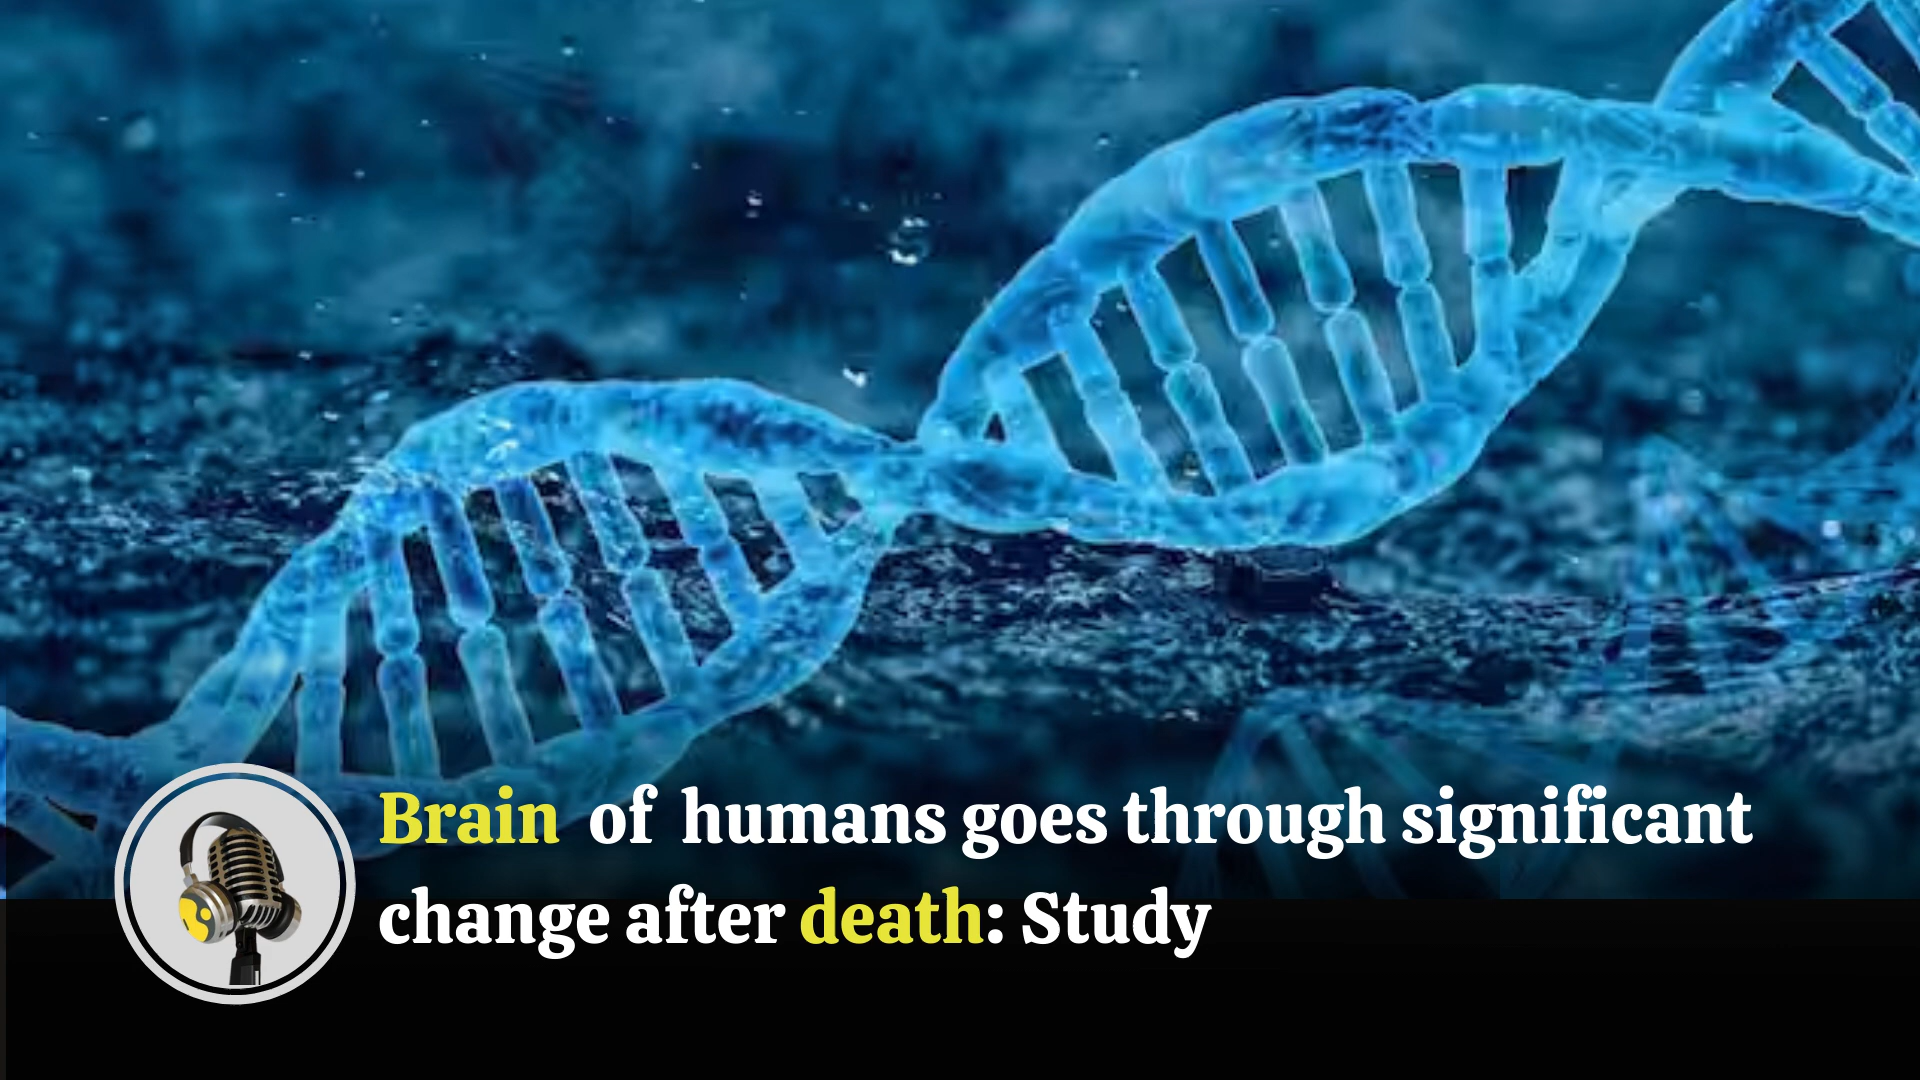 Brain of humans goes through significant
change after death: Study